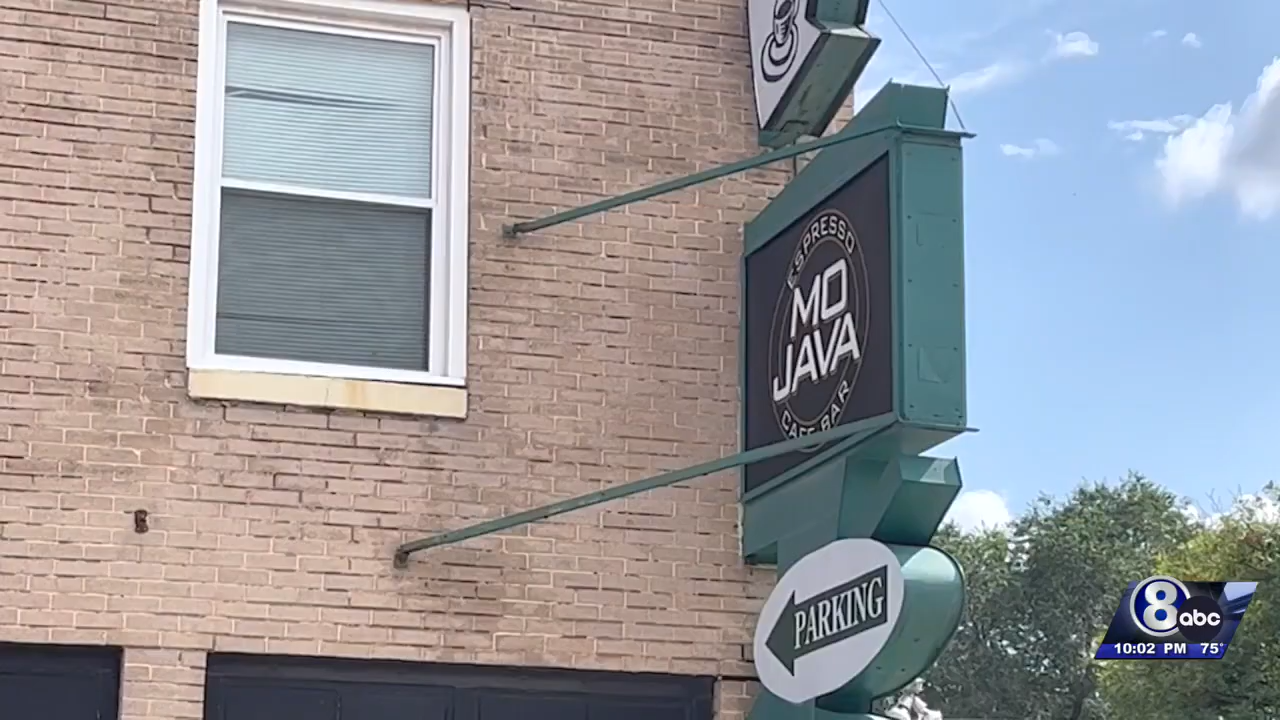 ESPRESSO
MO
JAVA
CAFE BAR
PARKING
8 abc
10:02 PM 75°